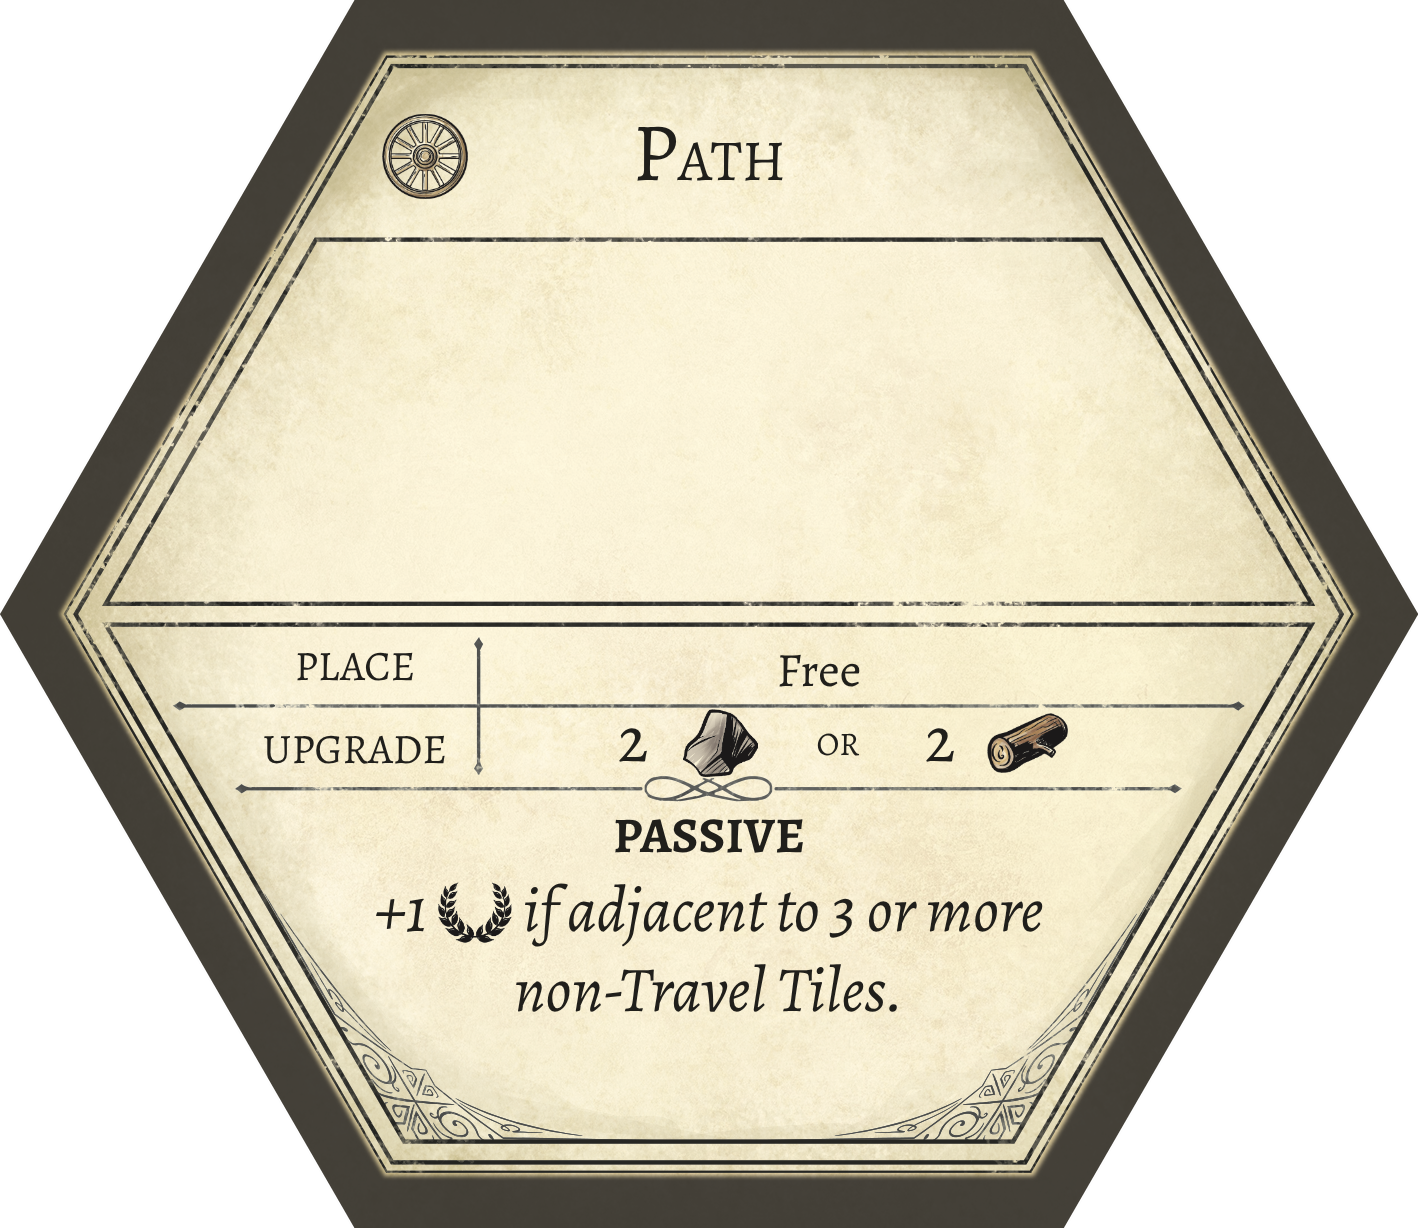 Path
PLACE Free
UPGRADE 2 OR 2
PASSIVE
+1 if adjacent to 3 or more
non-Travel Tiles.